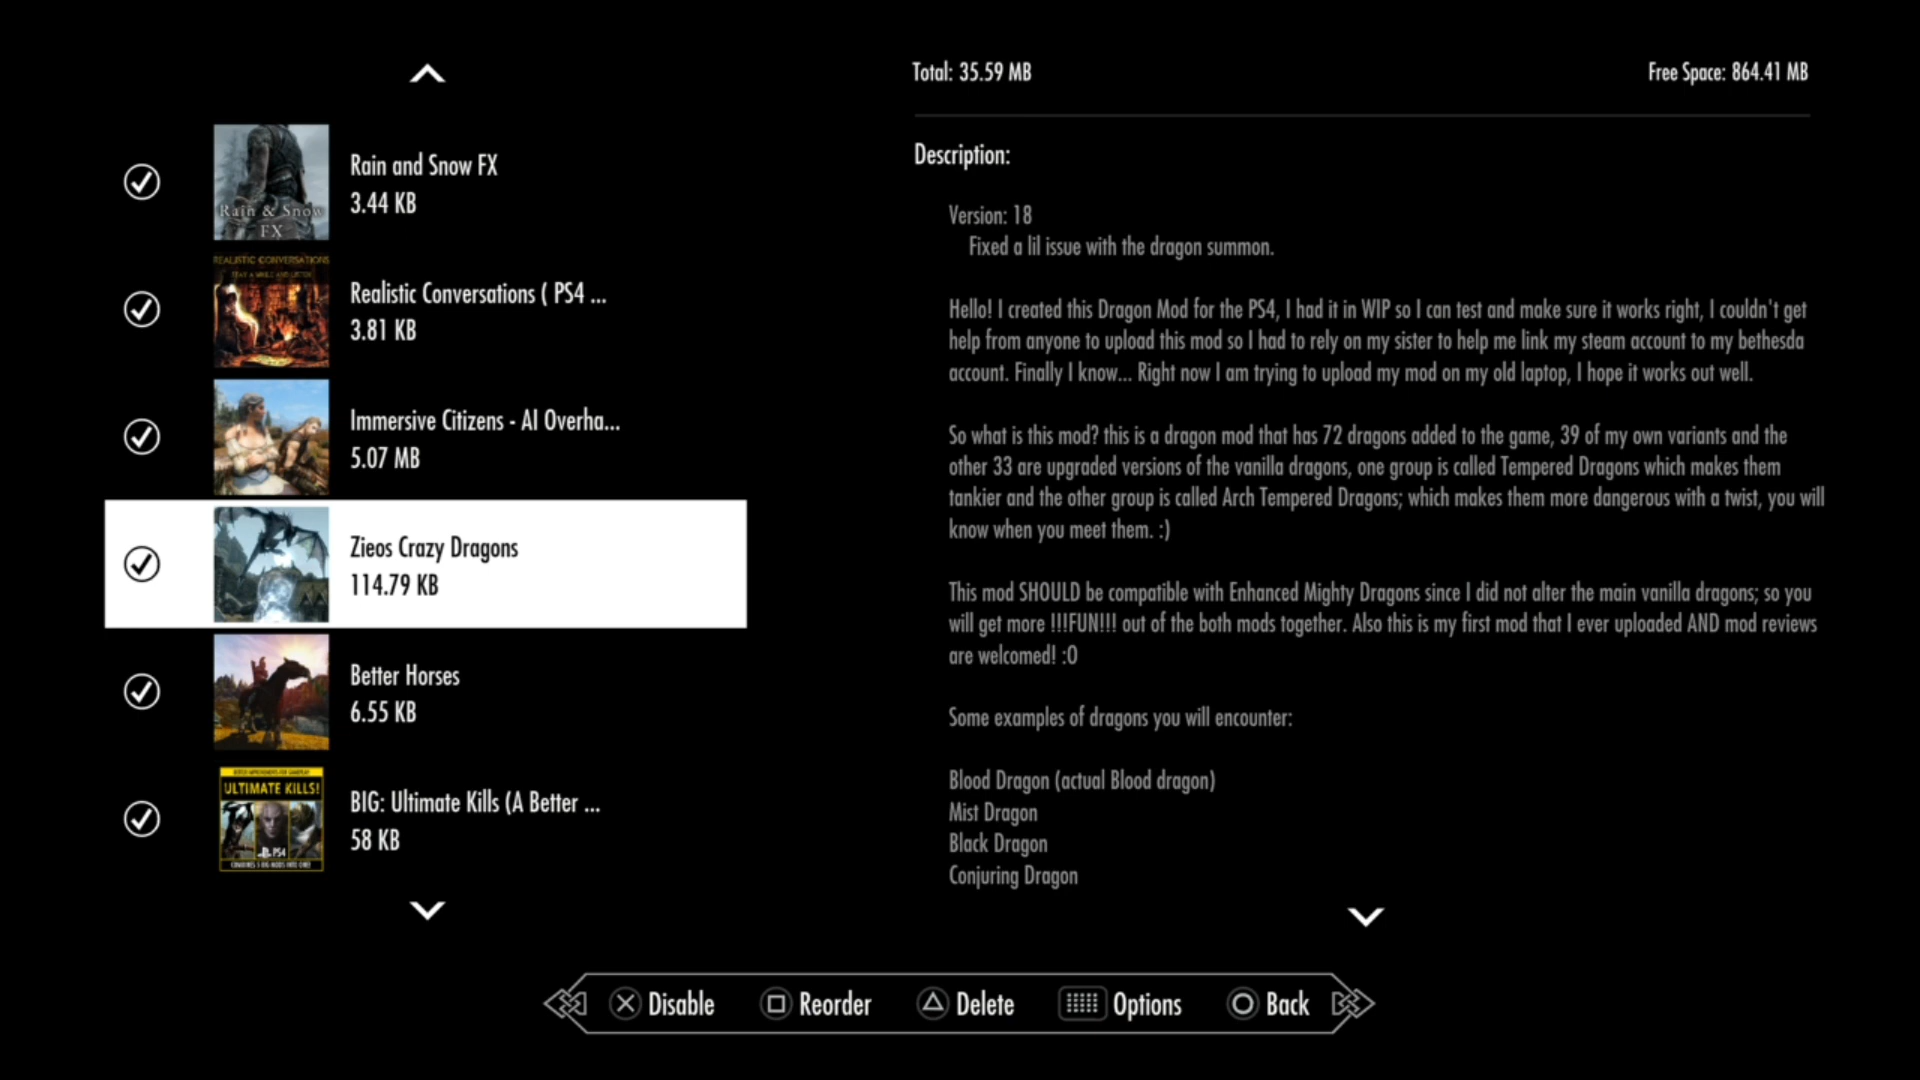 Total: 35.59 MB
Free Space: 864.41 MB
Rain & Snow
FX
Rain and Snow FX
3.44 KB
REALISTIC CONVERSATIONS
STAY A WHILE AND LISTEN
Realistic Conversations ( PS4 ...
3.81 KB
Immersive Citizens - AI Overha...
5.07 MB
Zieos Crazy Dragons
114.79 KB
Better Horses
6.55 KB
ULTIMATE KILLS!
PS4
BIG: Ultimate Kills (A Better ...
58 KB
Description:
Version: 18
Fixed a lil issue with the dragon summon.
Hello! I created this Dragon Mod for the PS4, I had it in WIP so I can test and make sure it works right, I couldn't get
help from anyone to upload this mod so I had to rely on my sister to help me link my steam account to my bethesda
account. Finally I know... Right now I am trying to upload my mod on my old laptop, I hope it works out well.
So what is this mod? this is a dragon mod that has 72 dragons added to the game, 39 of my own variants and the
other 33 are upgraded versions of the vanilla dragons, one group is called Tempered Dragons which makes them
tankier and the other group is called Arch Tempered Dragons; which makes them more dangerous with a twist, you will
know when you meet them. :)
This mod SHOULD be compatible with Enhanced Mighty Dragons since I did not alter the main vanilla dragons; so you
will get more !!!FUN!!! out of the both mods together. Also this is my first mod that I ever uploaded AND mod reviews
are welcomed! :O
Some examples of dragons you will encounter:
Blood Dragon (actual Blood dragon)
Mist Dragon
Black Dragon
Conjuring Dragon
Disable
Reorder
Delete
Options
Back